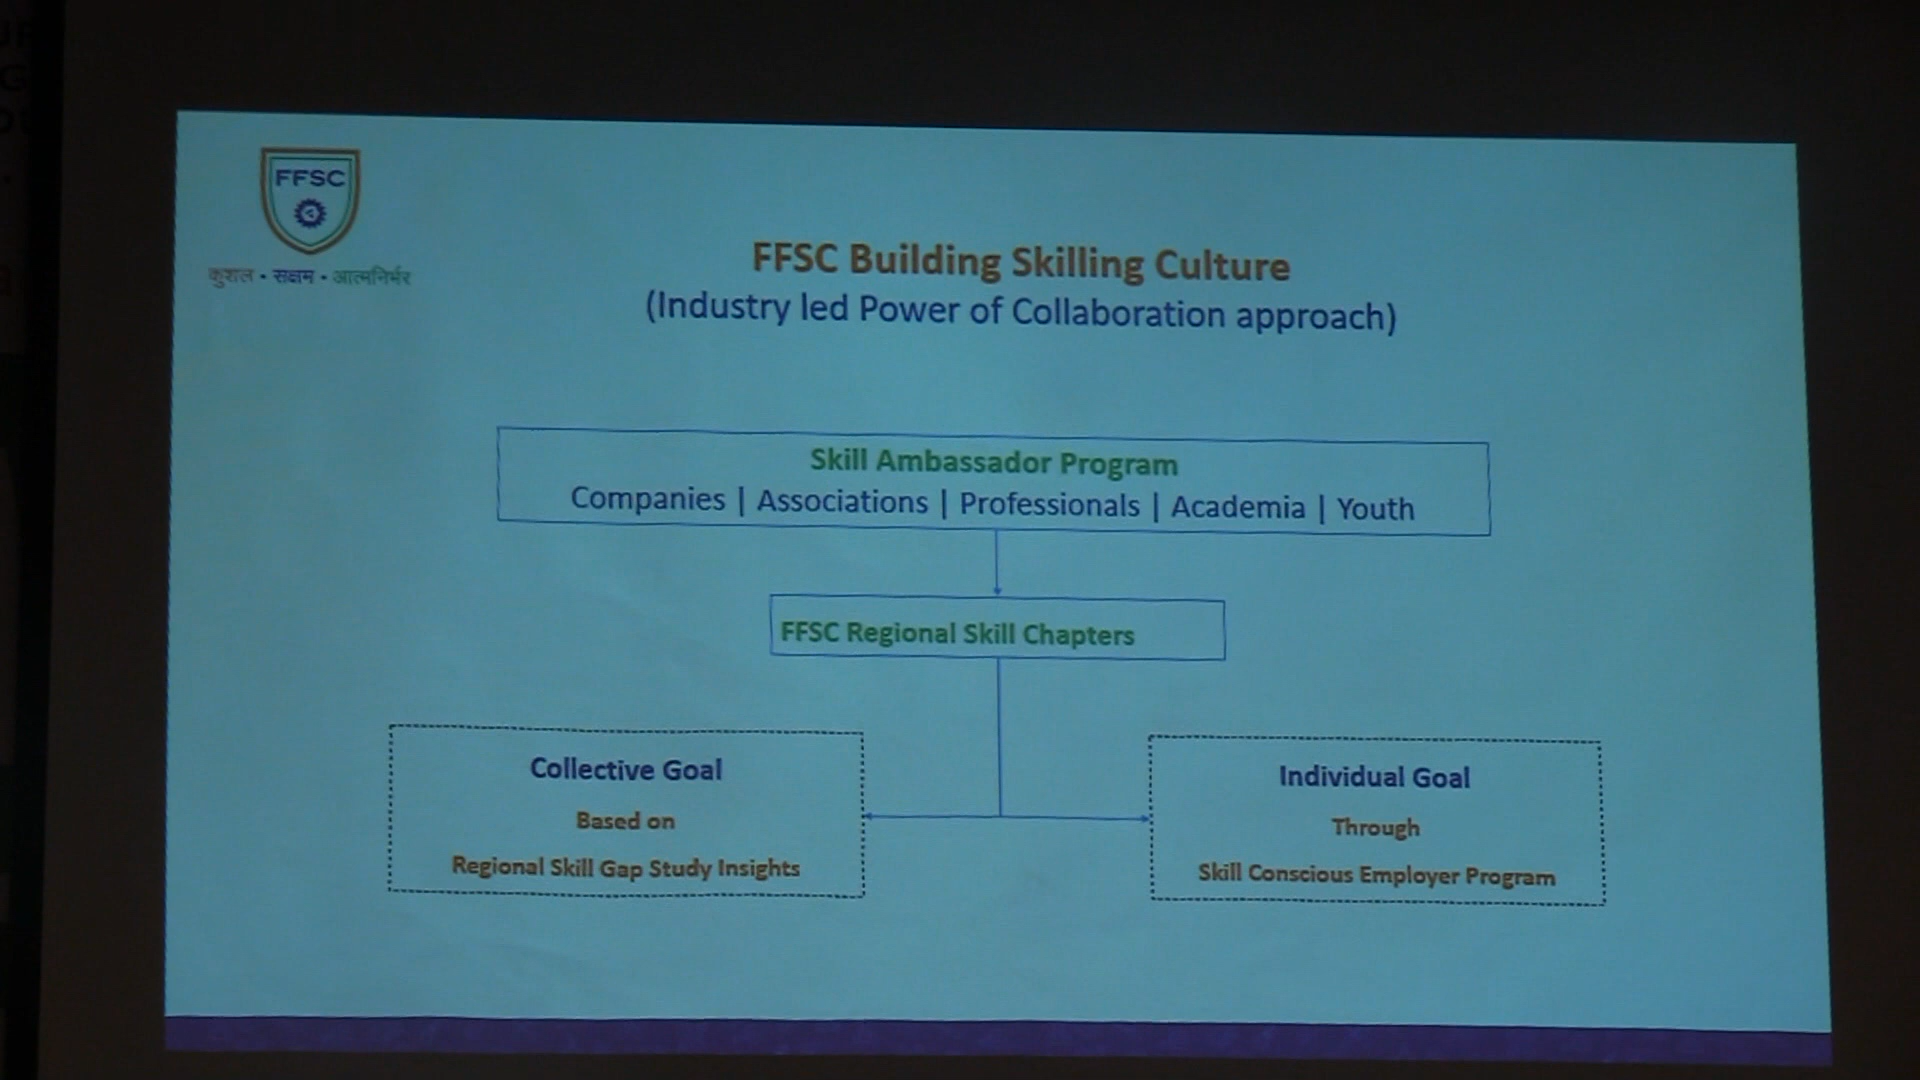 FFSC
कुशल • सक्षम • आत्मनिर्भर
FFSC Building Skilling Culture
(Industry led Power of Collaboration approach)
Skill Ambassador Program
Companies | Associations | Professionals | Academia | Youth
FFSC Regional Skill Chapters
Collective Goal
Based on
Regional Skill Gap Study Insights
Individual Goal
Through
Skill Conscious Employer Program